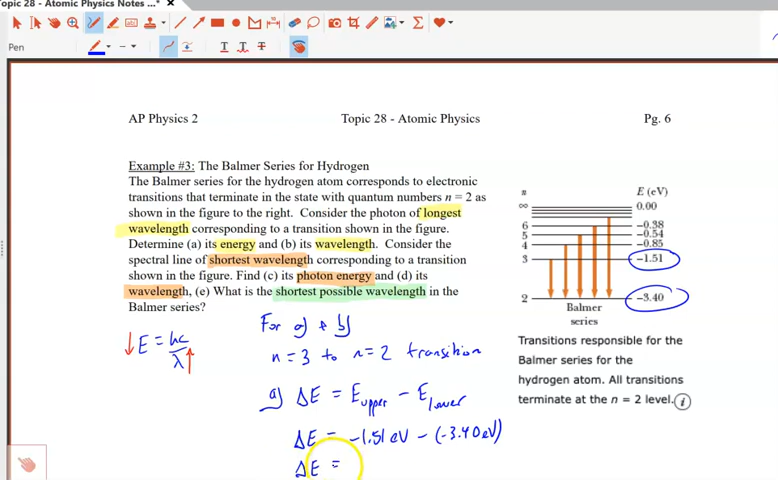 Topic 28 - Atomic Physics Notes ...*
Pen
AP Physics 2 Topic 28 - Atomic Physics Pg. 6
Example #3: The Balmer Series for Hydrogen
The Balmer series for the hydrogen atom corresponds to electronic
transitions that terminate in the state with quantum numbers n = 2 as
shown in the figure to the right. Consider the photon of longest
wavelength corresponding to a transition shown in the figure.
Determine (a) its energy and (b) its wavelength. Consider the
spectral line of shortest wavelength corresponding to a transition
shown in the figure. Find (c) its photon energy and (d) its
wavelength, (e) What is the shortest possible wavelength in the
Balmer series?
n E (eV)
∞ 0.00
6 −0.38
5 −0.54
4 −0.85
3 −1.51
2 −3.40
Balmer
series
Transitions responsible for the
Balmer series for the
hydrogen atom. All transitions
terminate at the n = 2 level.
↓E = hc/λ↑
For a) + b)
n = 3 to n = 2 transition
a) ΔE = E upper − E lower
ΔE = −1.51 eV − (−3.40 eV)
ΔE =